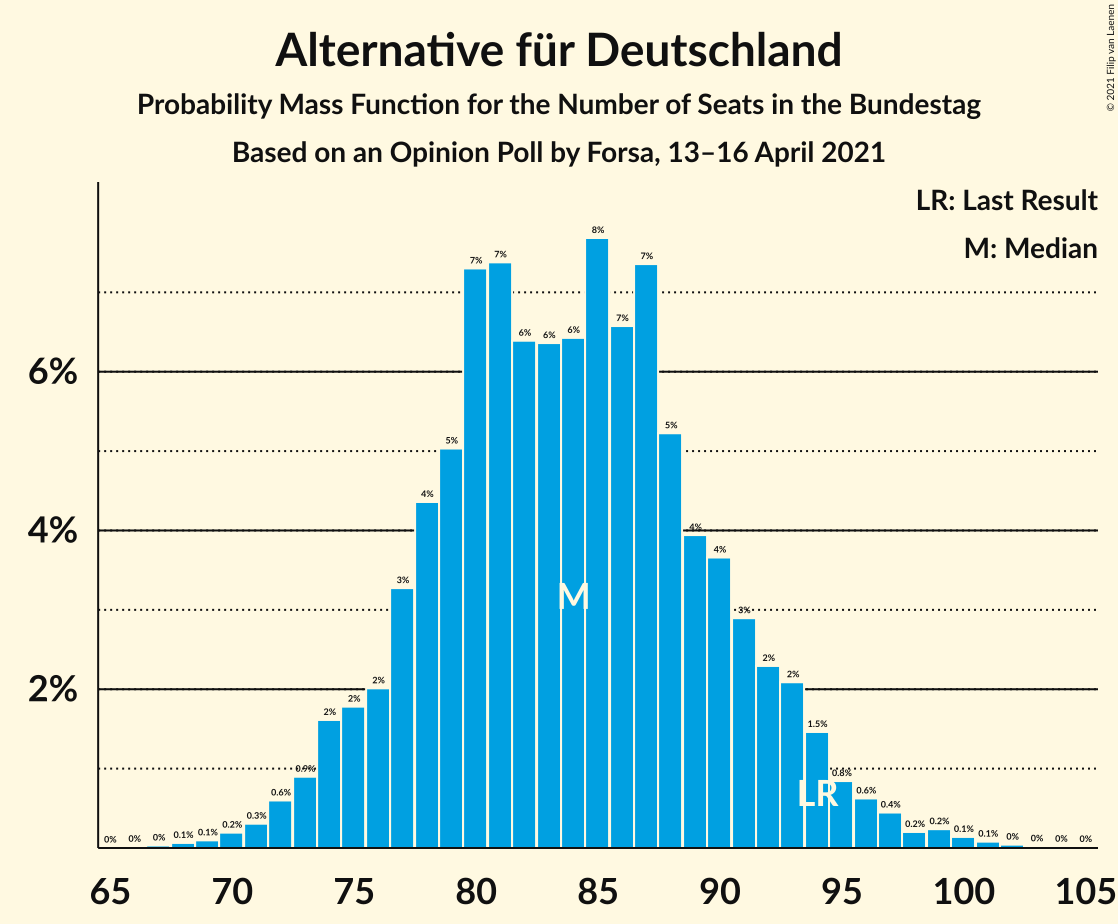 Alternative für Deutschland
Probability Mass Function for the Number of Seats in the Bundestag
Based on an Opinion Poll by Forsa, 13–16 April 2021
© 2021 Filip van Laenen
LR: Last Result
M: Median
6%
4%
2%
0% 0% 0% 0.1% 0.1% 0.2% 0.3% 0.6% 0.9% 2% 2% 2% 3% 4% 5% 7% 7% 6% 6% 6% 8% 7% 7% 5% 4% 4% 3% 2% 2% 1.5% 0.8% 0.6% 0.4% 0.2% 0.2% 0.1% 0.1% 0% 0% 0% 0%
M
LR
65 70 75 80 85 90 95 100 105